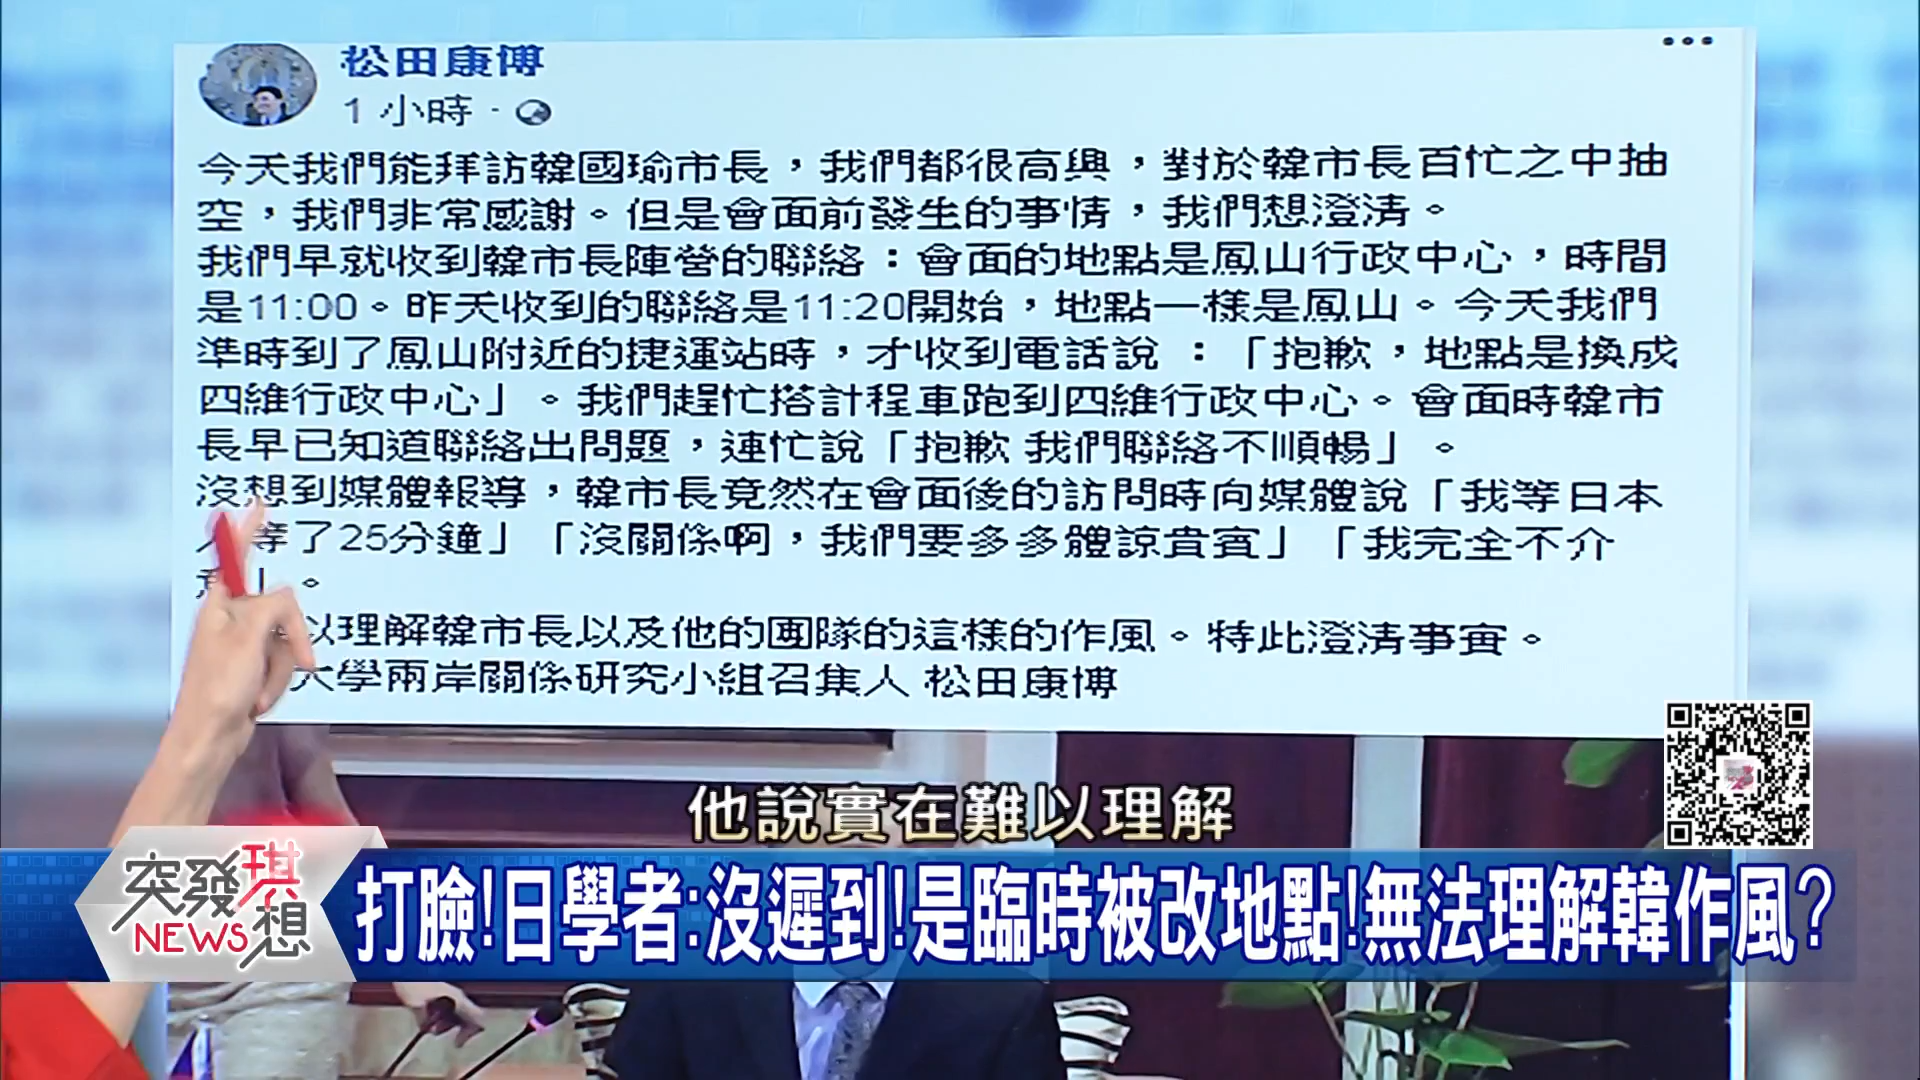 松田康博
1 小時
今天我們能拜訪韓國瑜市長，我們都很高興，對於韓市長百忙之中抽
空，我們非常感謝。但是會面前發生的事情，我們想澄清。
我們早就收到韓市長陣營的聯絡：會面的地點是鳳山行政中心，時間
是11:00。昨天收到的聯絡是11:20開始，地點一樣是鳳山。今天我們
準時到了鳳山附近的捷運站時，才收到電話說 ：「抱歉，地點是換成
四維行政中心」。我們趕忙搭計程車跑到四維行政中心。會面時韓市
長早已知道聯絡出問題，連忙說「抱歉 我們聯絡不順暢」。
沒想到媒體報導，韓市長竟然在會面後的訪問時向媒體說「我等日本
等了25分鐘」「沒關係啊，我們要多多體諒貴賓」「我完全不介
」。
以理解韓市長以及他的團隊的這樣的作風。特此澄清事實。
大學兩岸關係研究小組召集人 松田康博
他說實在難以理解
突發琪想
NEWS
打臉!日學者:沒遲到!是臨時被改地點!無法理解韓作風?